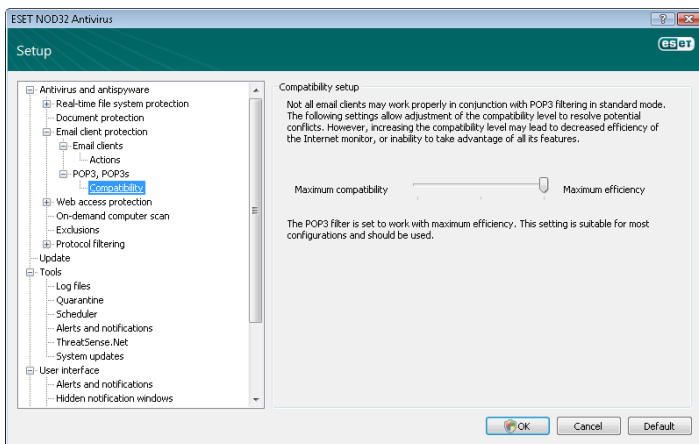 ESET NOD32 Antivirus
Setup
eseT
Antivirus and antispyware
Real-time file system protection
Document protection
Email client protection
Email clients
Actions
POP3, POP3s
Compatibility
Web access protection
On-demand computer scan
Exclusions
Protocol filtering
Update
Tools
Log files
Quarantine
Scheduler
Alerts and notifications
ThreatSense.Net
System updates
User interface
Alerts and notifications
Hidden notification windows
Compatibility setup
Not all email clients may work properly in conjunction with POP3 filtering in standard mode.
The following settings allow adjustment of the compatibility level to resolve potential
conflicts. However, increasing the compatibility level may lead to decreased efficiency of
the Internet monitor, or inability to take advantage of all its features.
Maximum compatibility
Maximum efficiency
The POP3 filter is set to work with maximum efficiency. This setting is suitable for most
configurations and should be used.
OK
Cancel
Default